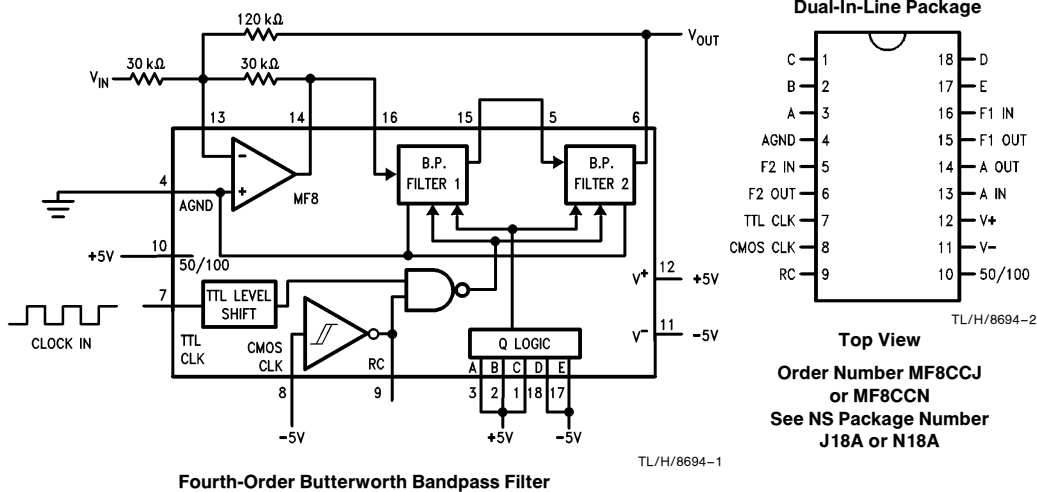 120 kΩ
V_OUT
V_IN
30 kΩ
30 kΩ
13
14
16
15
5
6
4
AGND
MF8
B.P.
FILTER 1
B.P.
FILTER 2
+5V
10
50/100
7
TTL LEVEL
SHIFT
CLOCK IN
TTL
CLK
CMOS
CLK
RC
V+
12
+5V
V−
11
−5V
Q LOGIC
A B C D E
8
9
3 2 1 18 17
−5V
+5V
−5V
TL/H/8694–1
Fourth-Order Butterworth Bandpass Filter
Dual-In-Line Package
C 1 18 D
B 2 17 E
A 3 16 F1 IN
AGND 4 15 F1 OUT
F2 IN 5 14 A OUT
F2 OUT 6 13 A IN
TTL CLK 7 12 V+
CMOS CLK 8 11 V−
RC 9 10 50/100
TL/H/8694–2
Top View
Order Number MF8CCJ
or MF8CCN
See NS Package Number
J18A or N18A